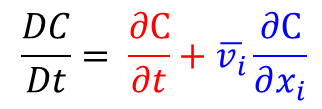 DC/Dt = ∂C/∂t + v̅ᵢ ∂C/∂xᵢ